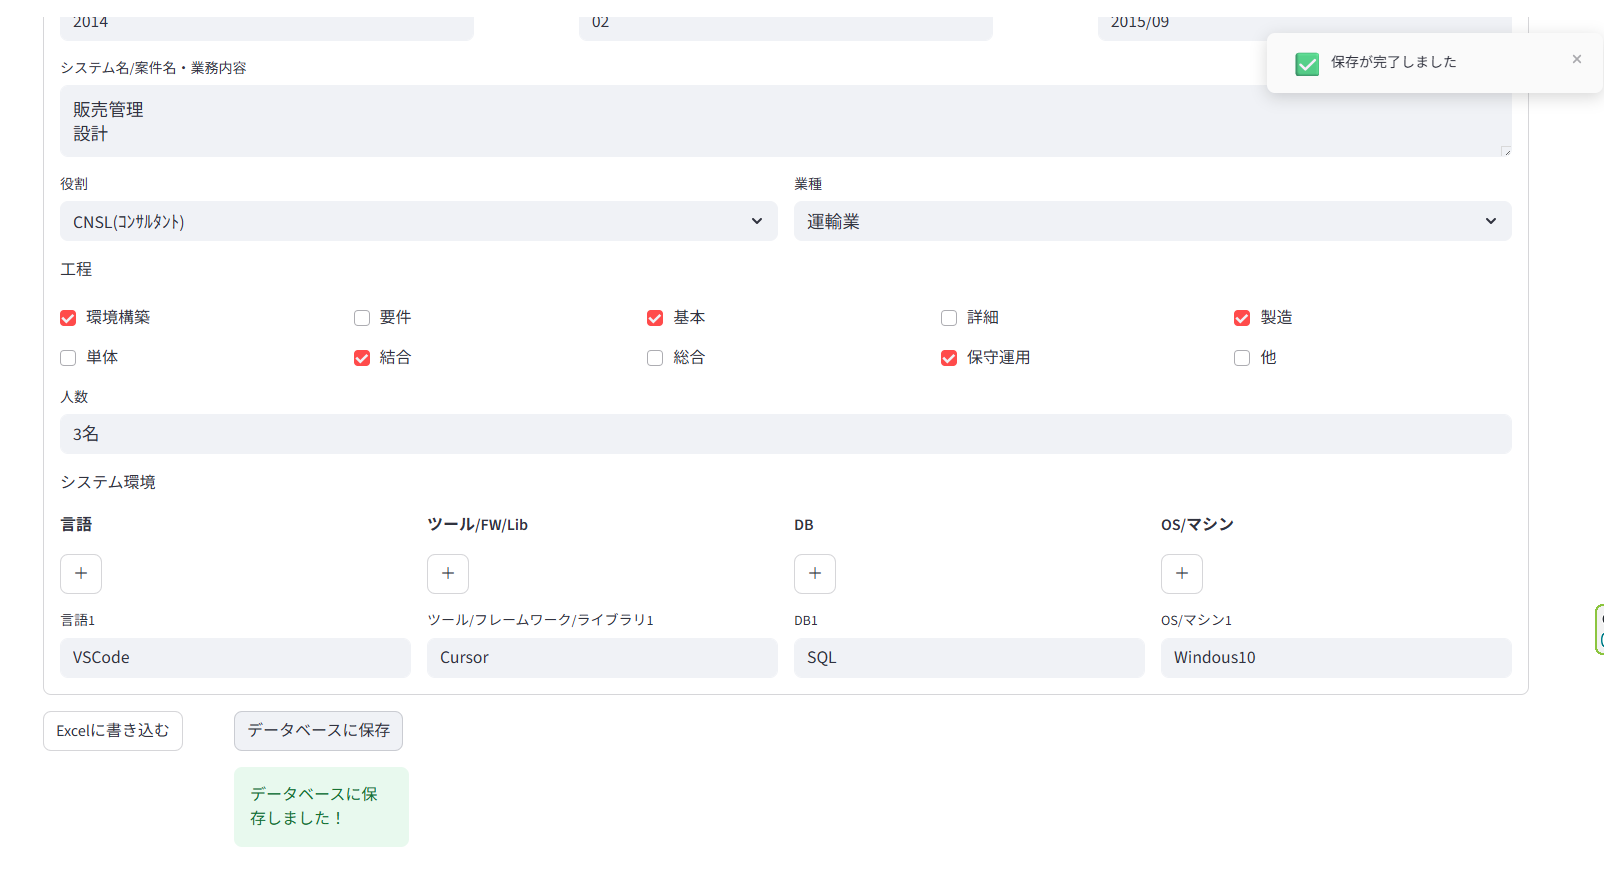 2014
02
2015/09
保存が完了しました
システム名/案件名・業務内容
販売管理
設計
役割
業種
CNSL(ｺﾝｻﾙﾀﾝﾄ)
運輸業
工程
環境構築
要件
基本
詳細
製造
単体
結合
総合
保守運用
他
人数
3名
システム環境
言語
ツール/FW/Lib
DB
OS/マシン
言語1
ツール/フレームワーク/ライブラリ1
DB1
OS/マシン1
VSCode
Cursor
SQL
Windous10
Excelに書き込む
データベースに保存
データベースに保
存しました！